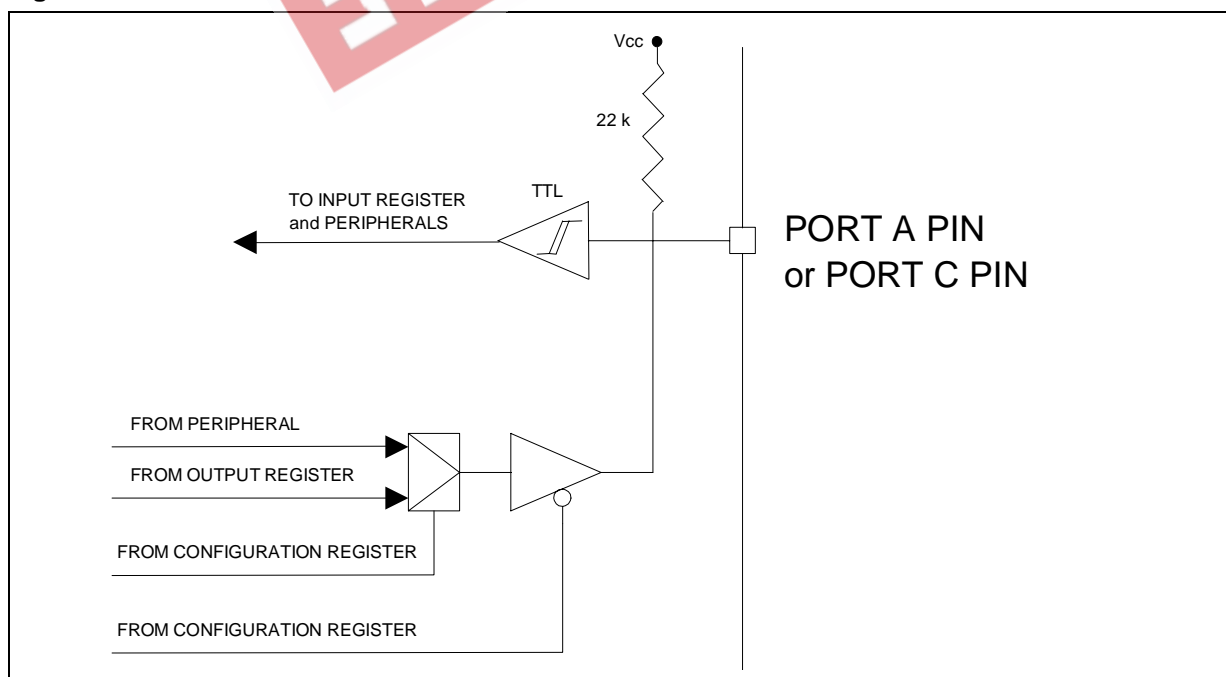 Vcc
22 k
TTL
TO INPUT REGISTER
and PERIPHERALS
PORT A PIN
or PORT C PIN
FROM PERIPHERAL
FROM OUTPUT REGISTER
FROM CONFIGURATION REGISTER
FROM CONFIGURATION REGISTER